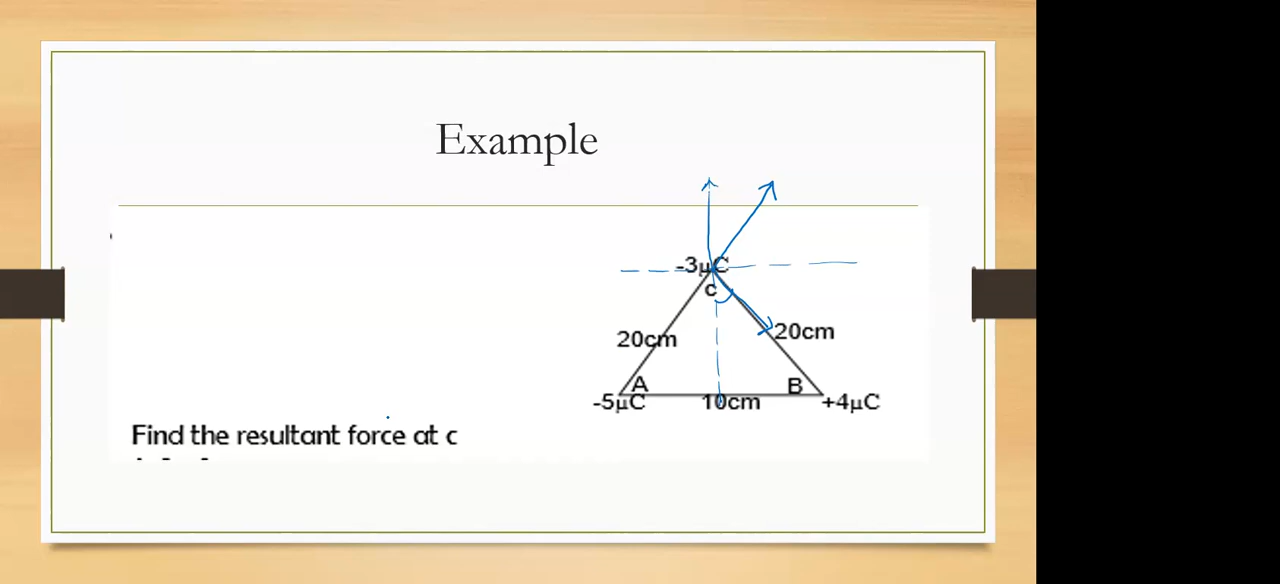 Example
-3μC
c
20cm
20cm
A
B
-5μC
10cm
+4μC
Find the resultant force at c